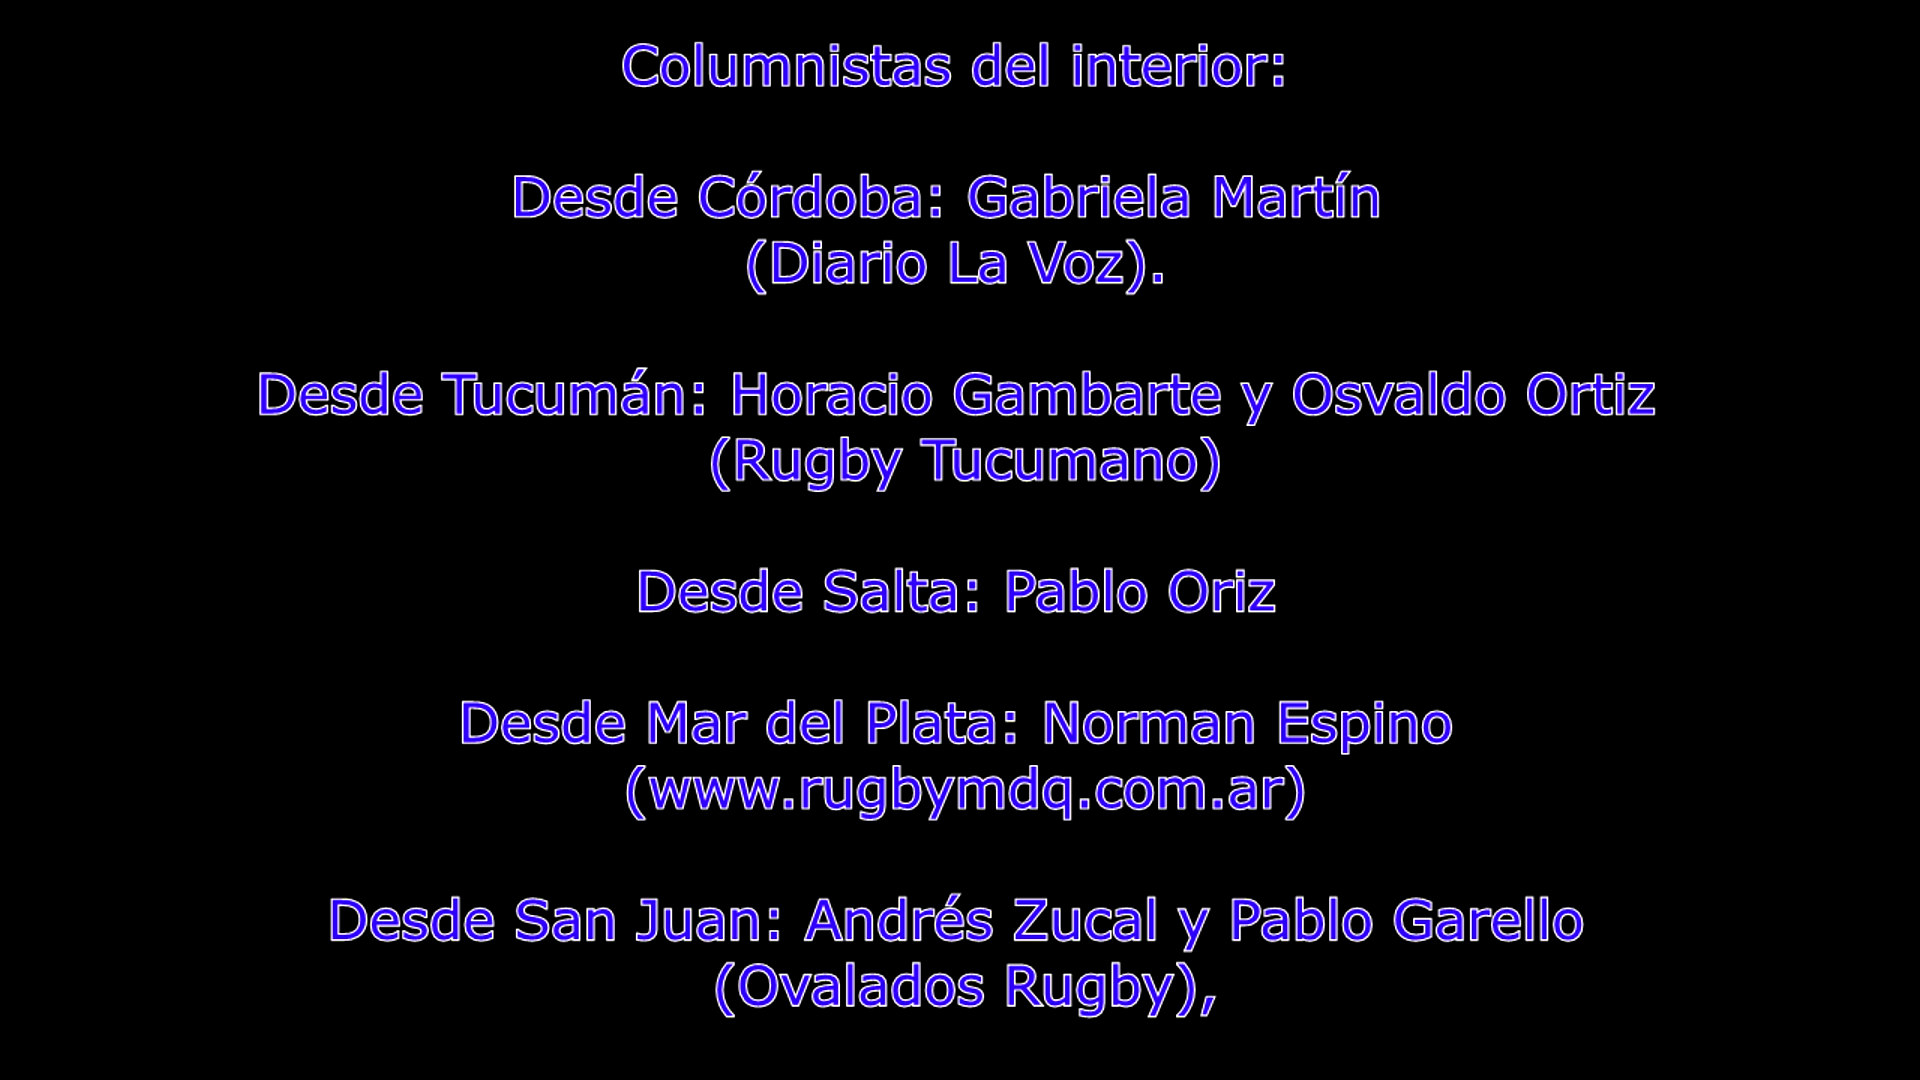 Columnistas del interior:
Desde Córdoba: Gabriela Martín
(Diario La Voz).
Desde Tucumán: Horacio Gambarte y Osvaldo Ortiz
(Rugby Tucumano)
Desde Salta: Pablo Oriz
Desde Mar del Plata: Norman Espino
(www.rugbymdq.com.ar)
Desde San Juan: Andrés Zucal y Pablo Garello
(Ovalados Rugby),